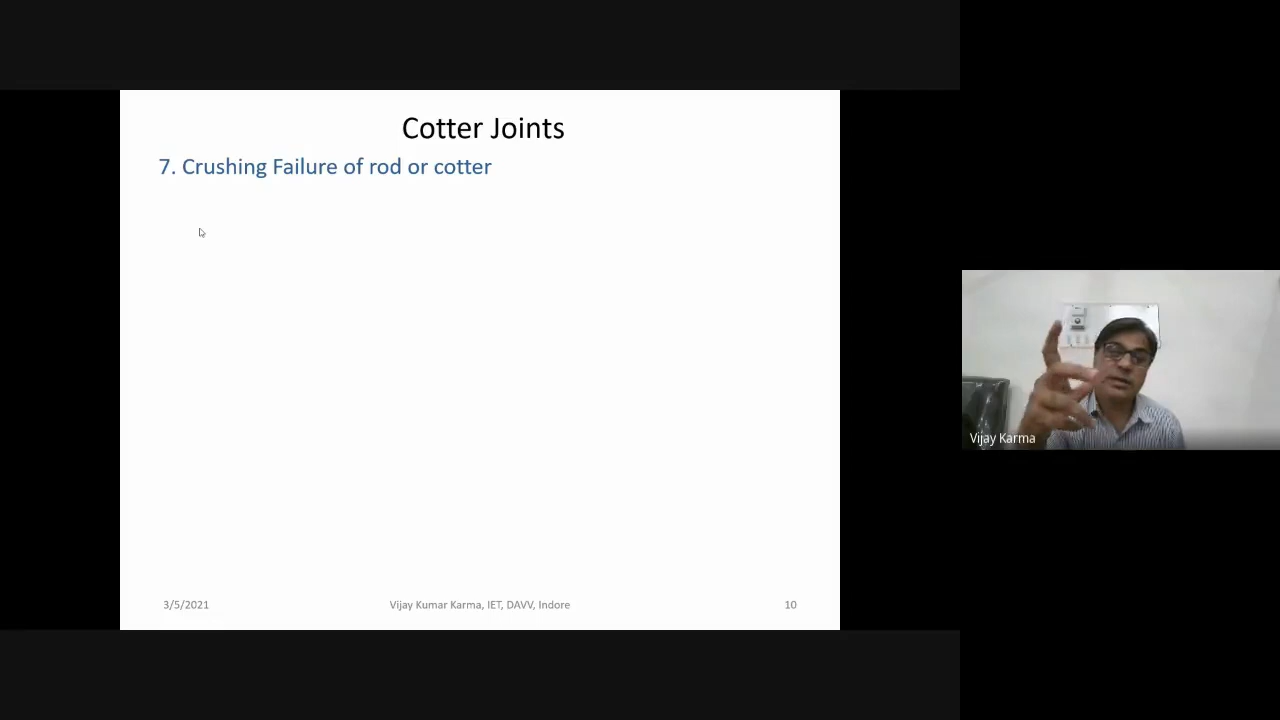 Cotter Joints
7. Crushing Failure of rod or cotter
3/5/2021
Vijay Kumar Karma, IET, DAVV, Indore
10
Vijay Karma